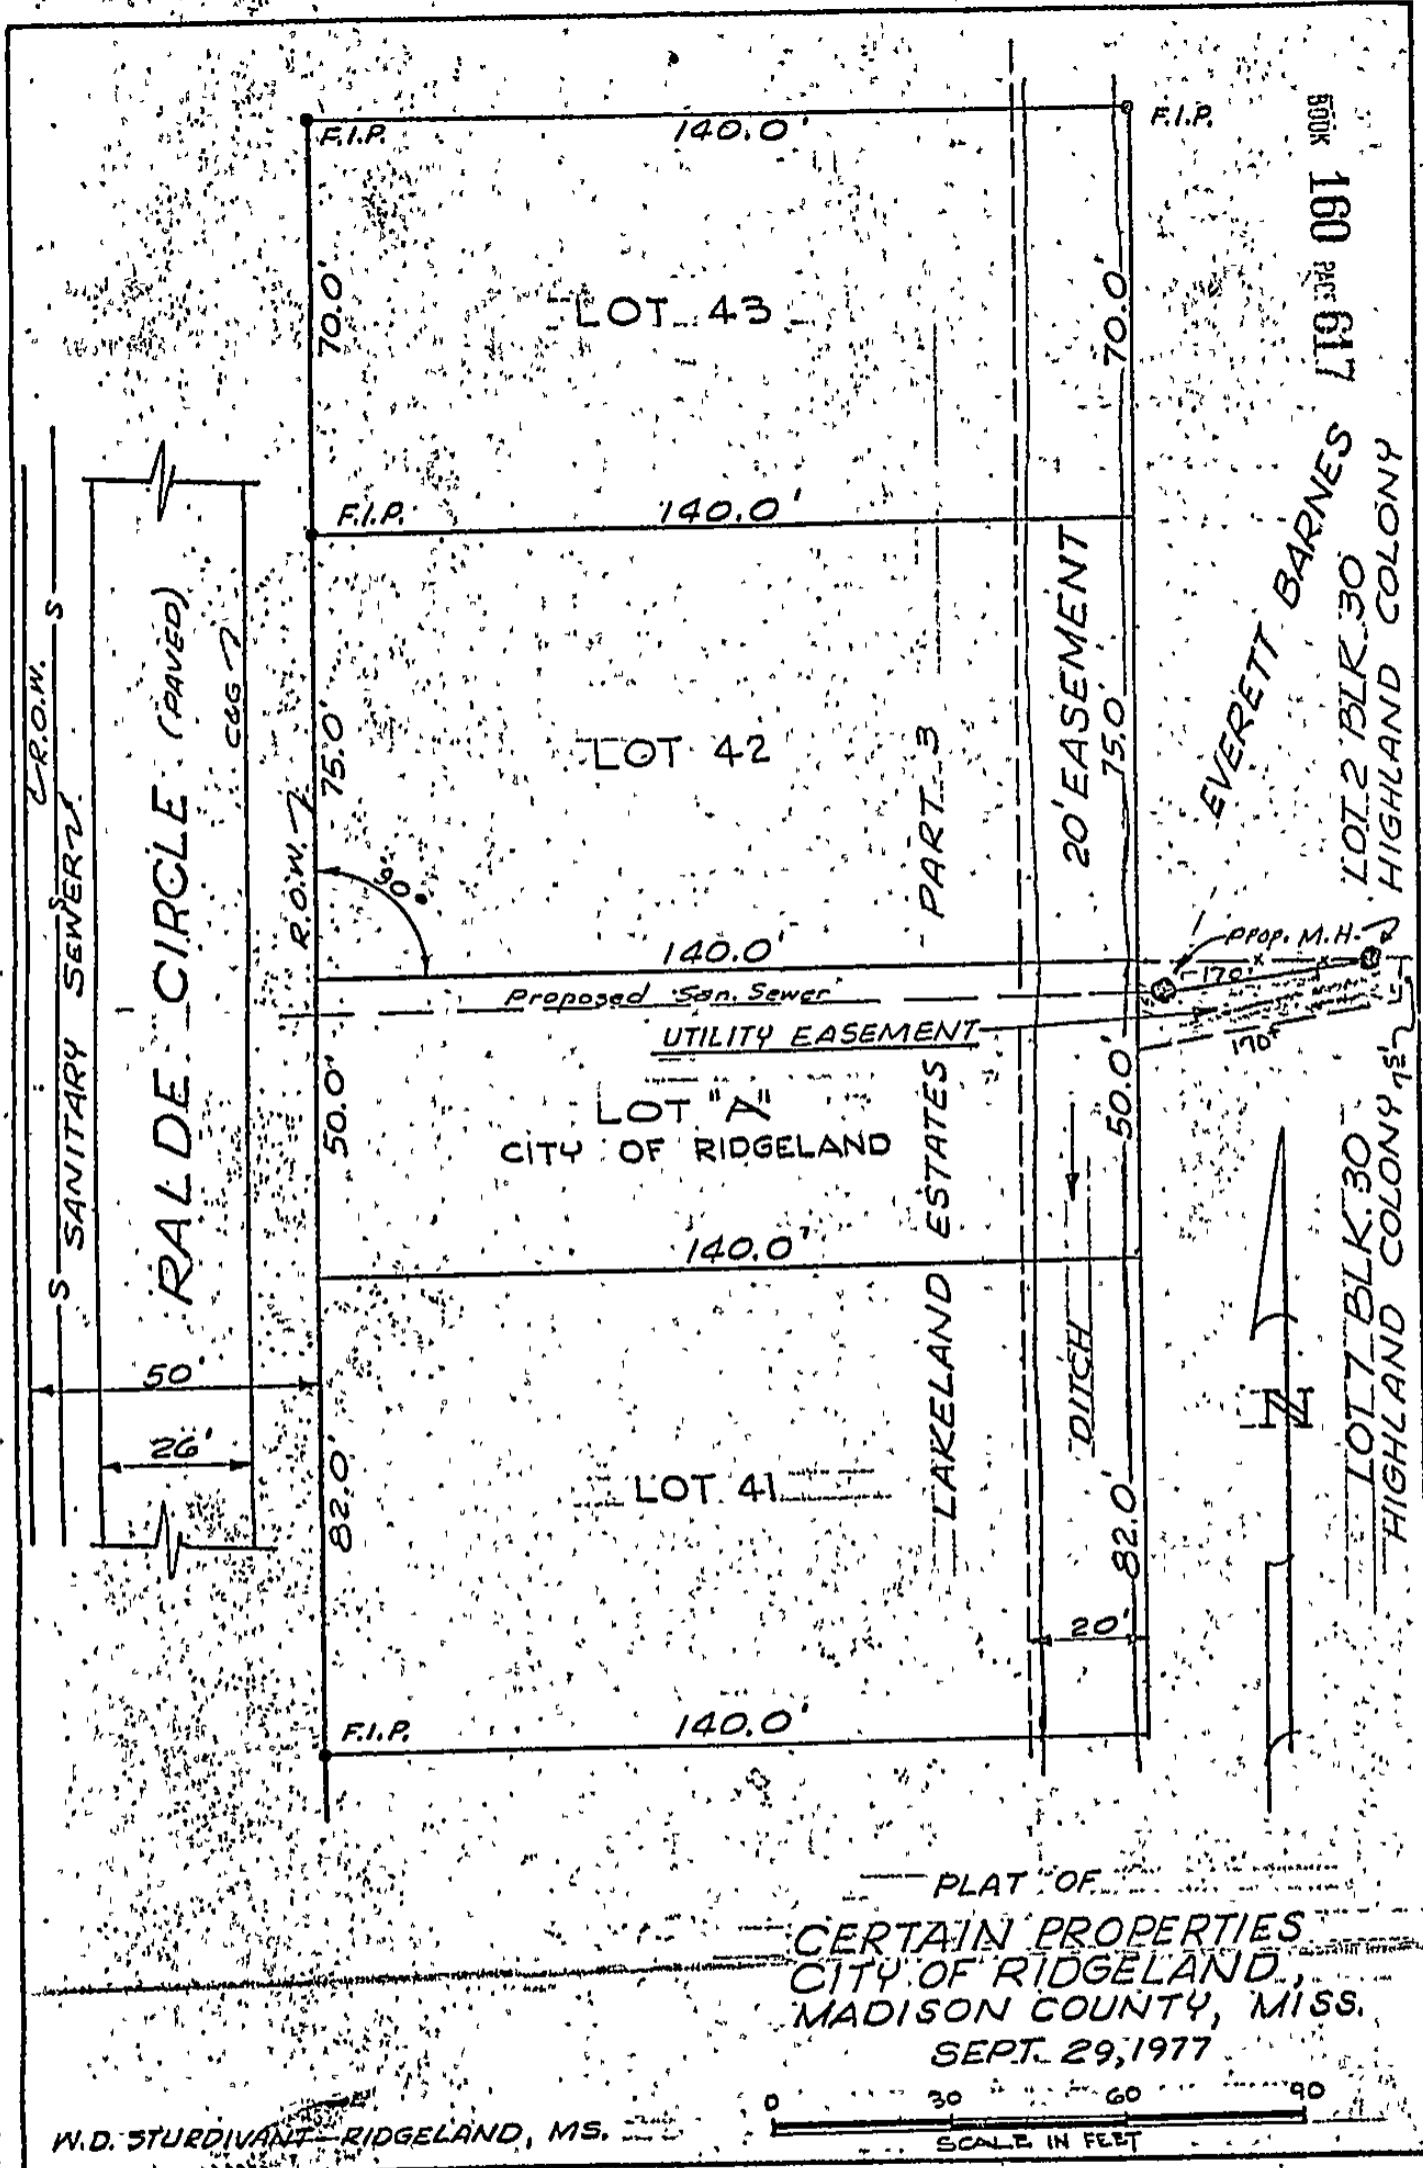 BOOK 160 PAGE 617
F.I.P.
140.0'
F.I.P.
70.0'
LOT 43
70.0'
F.I.P.
140.0'
R.O.W.
S
S
S
SANITARY SEWER
RALDE CIRCLE (PAVED)
C&G
R.O.W.
75.0'
LOT 42
PART 3
20' EASEMENT
75.0'
EVERETT BARNES
LOT 2 BLK. 30
HIGHLAND COLONY
90°
140.0'
PROP. M.H.
170'
Proposed San. Sewer
UTILITY EASEMENT
170'
15'
50.0'
LOT "A"
CITY OF RIDGELAND
LAKELAND ESTATES
50.0'
140.0'
DITCH
LOT 7 BLK. 30
HIGHLAND COLONY
N
50'
26'
82.0'
LOT 41
82.0'
20'
F.I.P.
140.0'
PLAT OF
CERTAIN PROPERTIES
CITY OF RIDGELAND,
MADISON COUNTY, MISS.
SEPT. 29, 1977
0 30 60 90
SCALE IN FEET
W.D. STURDIVANT - RIDGELAND, MS.